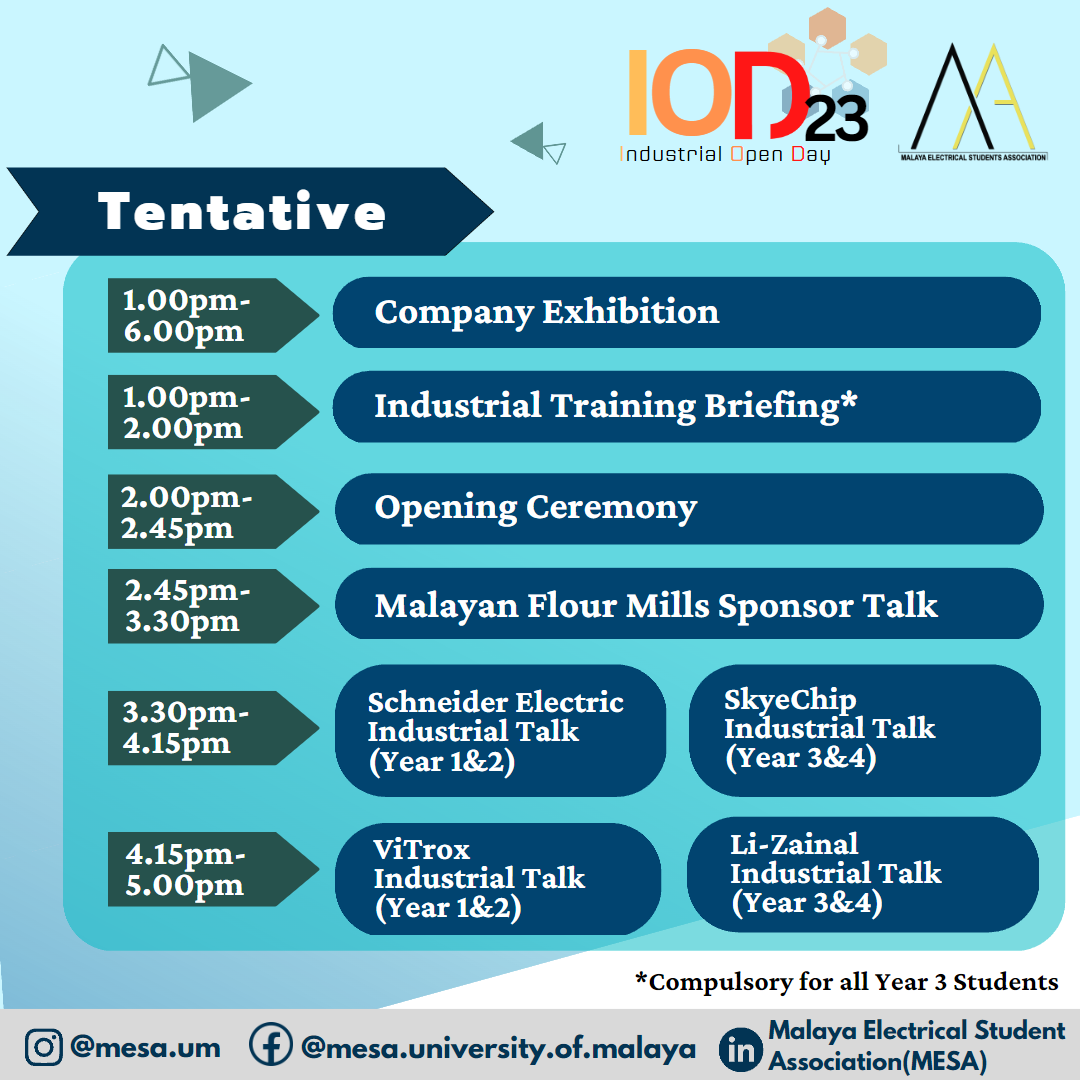 IOD23
Industrial Open Day
MALAYA ELECTRICAL STUDENTS ASSOCIATION
Tentative
1.00pm-
6.00pm
Company Exhibition
1.00pm-
2.00pm
Industrial Training Briefing*
2.00pm-
2.45pm
Opening Ceremony
2.45pm-
3.30pm
Malayan Flour Mills Sponsor Talk
3.30pm-
4.15pm
Schneider Electric
Industrial Talk
(Year 1&2)
SkyeChip
Industrial Talk
(Year 3&4)
4.15pm-
5.00pm
ViTrox
Industrial Talk
(Year 1&2)
Li-Zainal
Industrial Talk
(Year 3&4)
*Compulsory for all Year 3 Students
@mesa.um
@mesa.university.of.malaya
in
Malaya Electrical Student
Association(MESA)